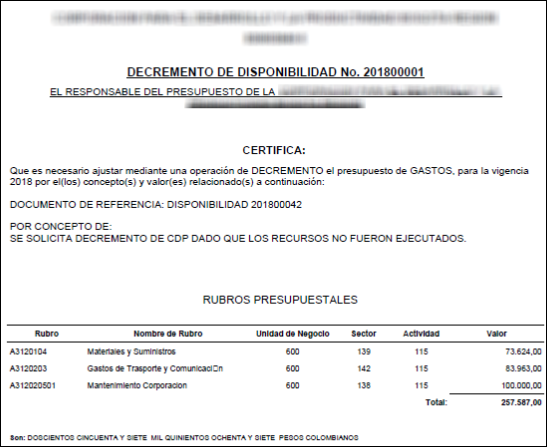 DECREMENTO DE DISPONIBILIDAD No. 201800001
EL RESPONSABLE DEL PRESUPUESTO DE LA
CERTIFICA:
Que es necesario ajustar mediante una operación de DECREMENTO el presupuesto de GASTOS, para la vigencia
2018 por el(los) concepto(s) y valor(es) relacionado(s) a continuación:
DOCUMENTO DE REFERENCIA: DISPONIBILIDAD 201800042
POR CONCEPTO DE:
SE SOLICITA DECREMENTO DE CDP DADO QUE LOS RECURSOS NO FUERON EJECUTADOS.
RUBROS PRESUPUESTALES
Rubro Nombre de Rubro Unidad de Negocio Sector Actividad Valor
A3120104 Materiales y Suministros 600 139 115 73.624,00
A3120203 Gastos de Trasporte y Comunicaci□n 600 142 115 83.963,00
A312020501 Mantenimiento Corporacion 600 138 115 100.000,00
Total: 257.587,00
Son: DOSCIENTOS CINCUENTA Y SIETE MIL QUINIENTOS OCHENTA Y SIETE PESOS COLOMBIANOS